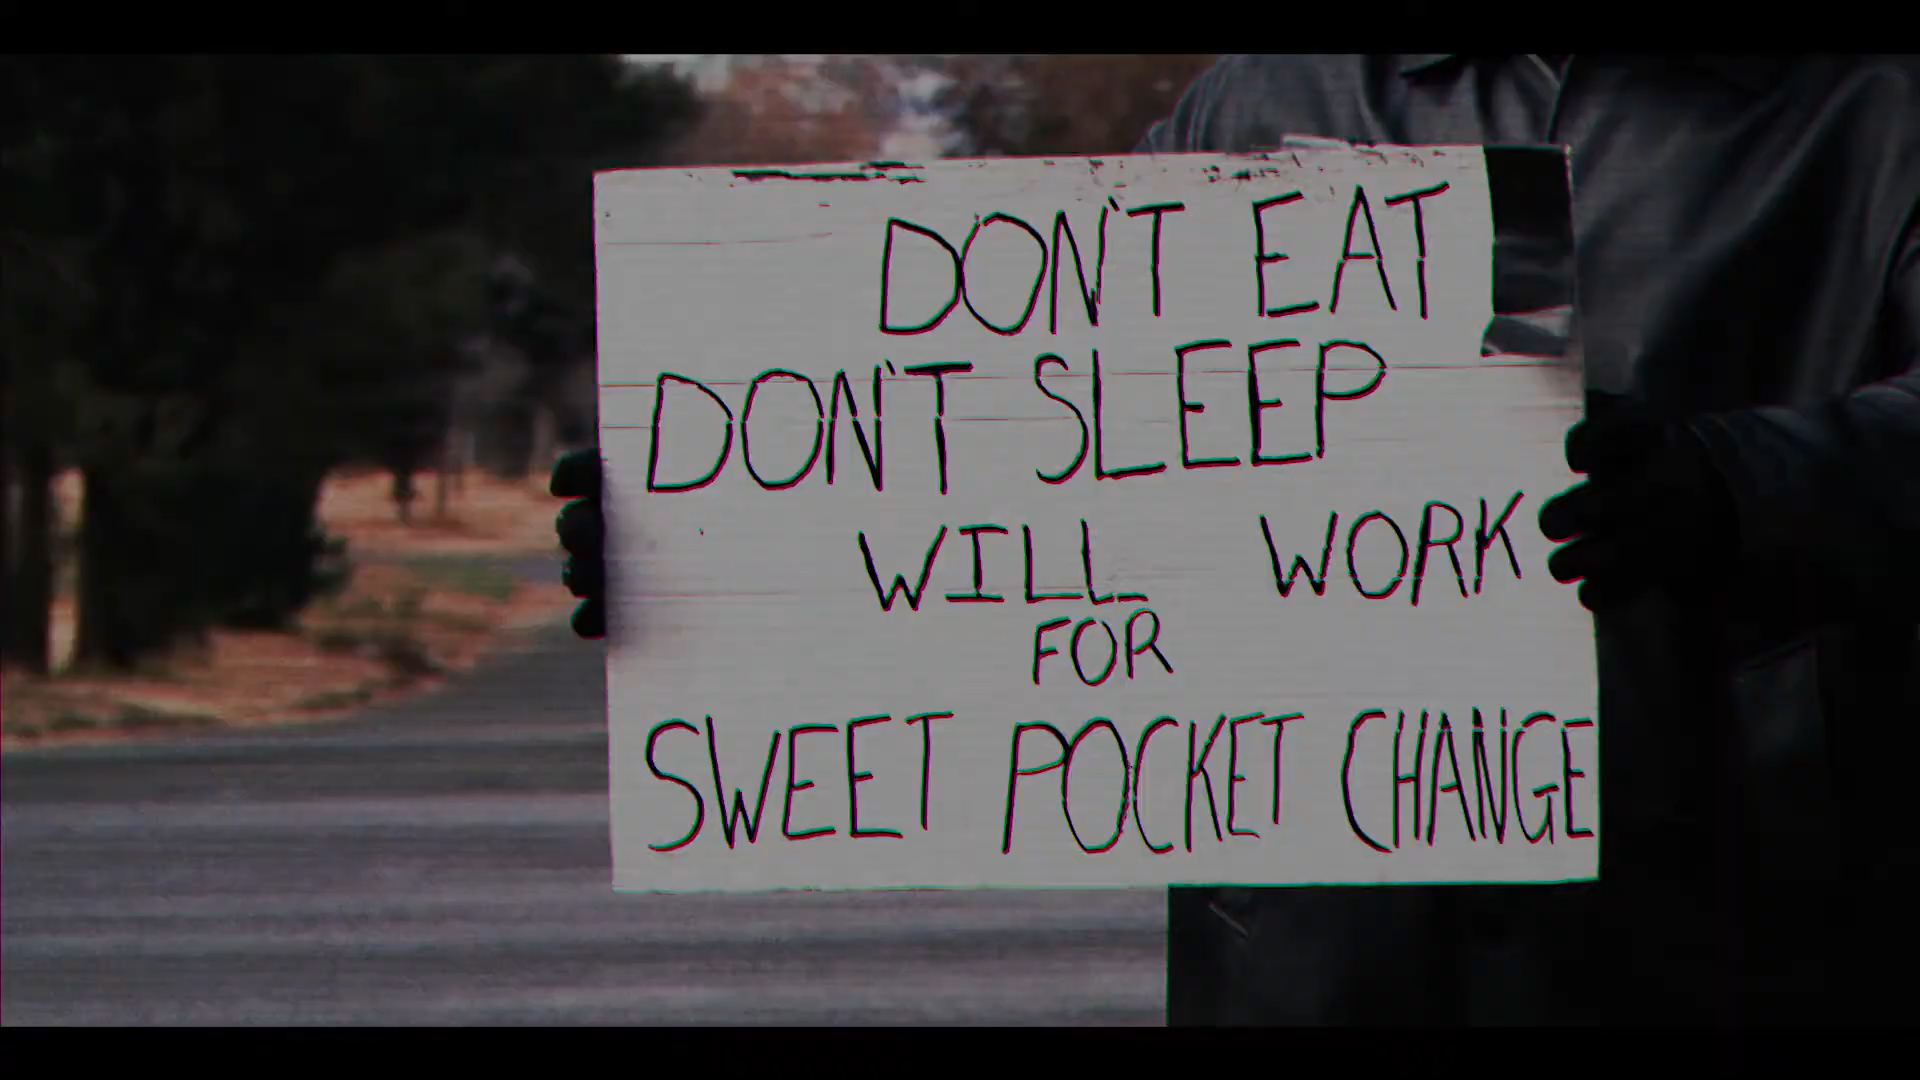 DON'T EAT
DON'T SLEEP
WILL WORK
FOR
SWEET POCKET CHANGE